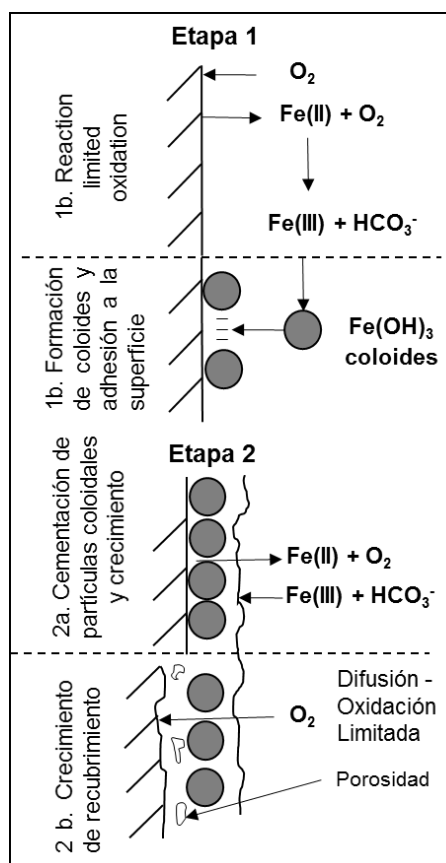 Etapa 1
1b. Reaction
limited
oxidation
O₂
Fe(II) + O₂
Fe(III) + HCO₃⁻
1b. Formación
de coloides y
adhesión a la
superficie
Fe(OH)₃
coloides
Etapa 2
2a. Cementación de
partículas coloidales
y crecimiento
Fe(II) + O₂
Fe(III) + HCO₃⁻
2 b. Crecimiento
de recubrimiento
O₂
Difusión -
Oxidación
Limitada
Porosidad